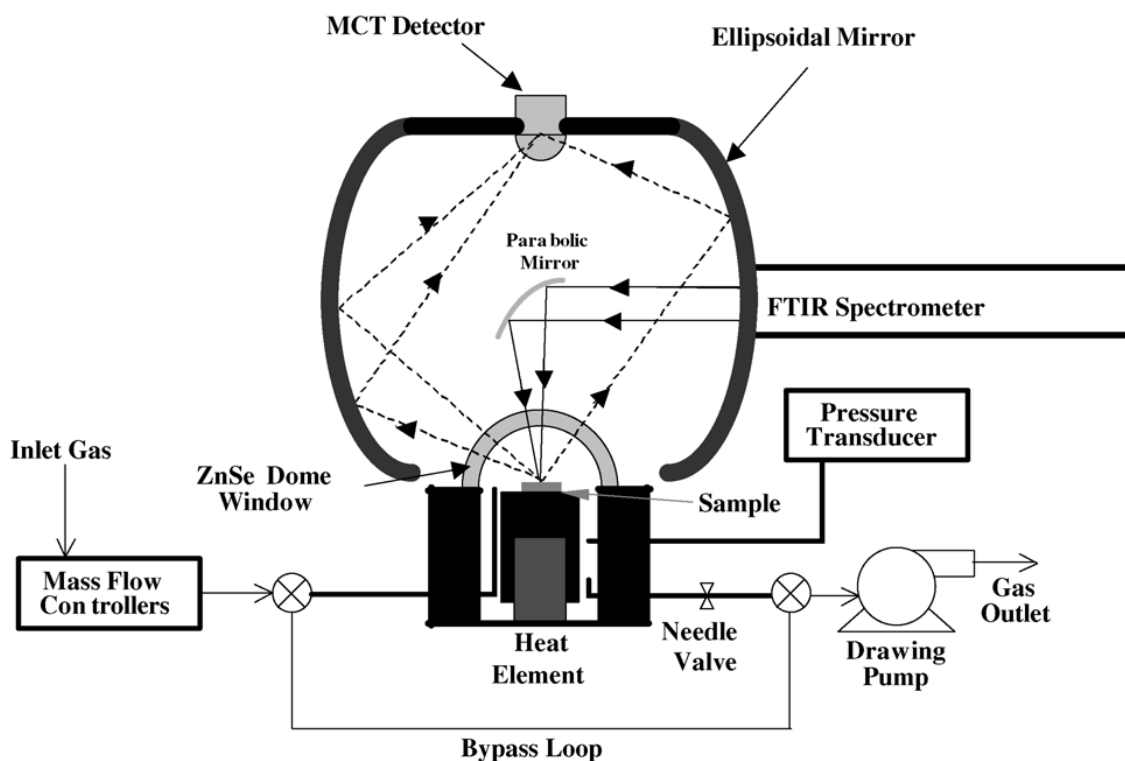 MCT Detector
Ellipsoidal Mirror
Para bolic
Mirror
FTIR Spectrometer
Pressure
Transducer
Inlet Gas
ZnSe Dome
Window
Sample
Mass Flow
Con trollers
Heat
Element
Needle
Valve
Drawing
Pump
Gas
Outlet
Bypass Loop